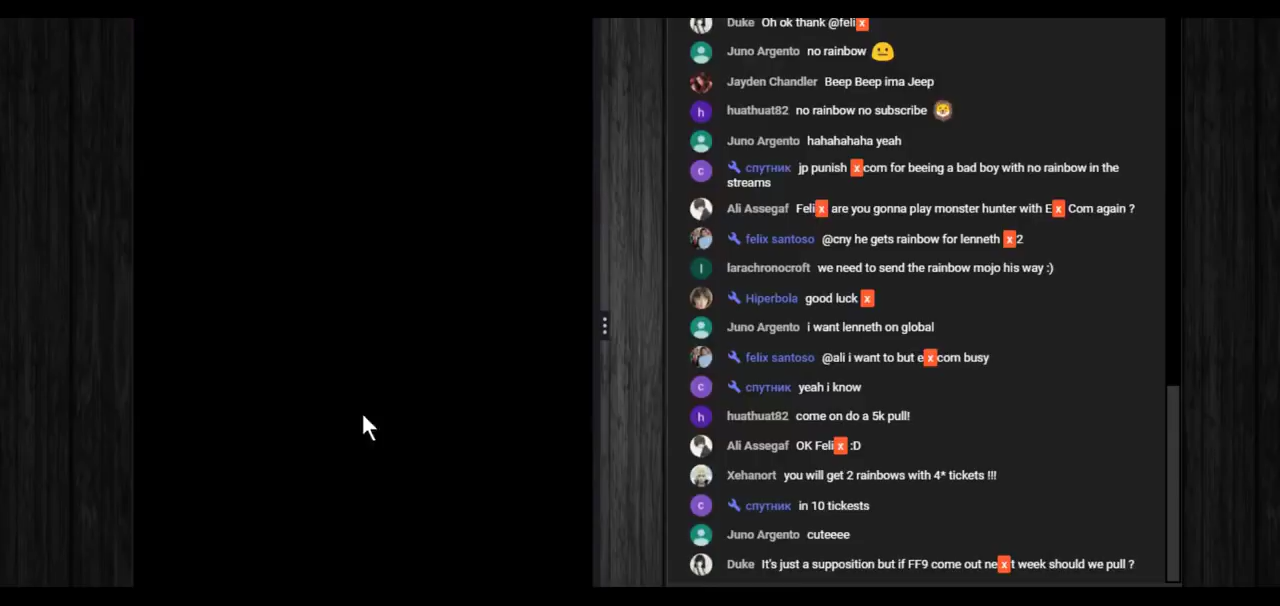 Duke Oh ok thank @felix
Juno Argento no rainbow 😐
Jayden Chandler Beep Beep ima Jeep
h huathuat82 no rainbow no subscribe 🦁
Juno Argento hahahahaha yeah
с спутник jp punish xcom for beeing a bad boy with no rainbow in the
streams
Ali Assegaf Felix are you gonna play monster hunter with Ex Com again ?
felix santoso @cny he gets rainbow for lenneth x2
l larachronocroft we need to send the rainbow mojo his way :)
Hiperbola good luck x
Juno Argento i want lenneth on global
felix santoso @ali i want to but excom busy
с спутник yeah i know
h huathuat82 come on do a 5k pull!
Ali Assegaf OK Felix :D
Xehanort you will get 2 rainbows with 4* tickets !!!
с спутник in 10 tickests
Juno Argento cuteeee
Duke It's just a supposition but if FF9 come out next week should we pull ?